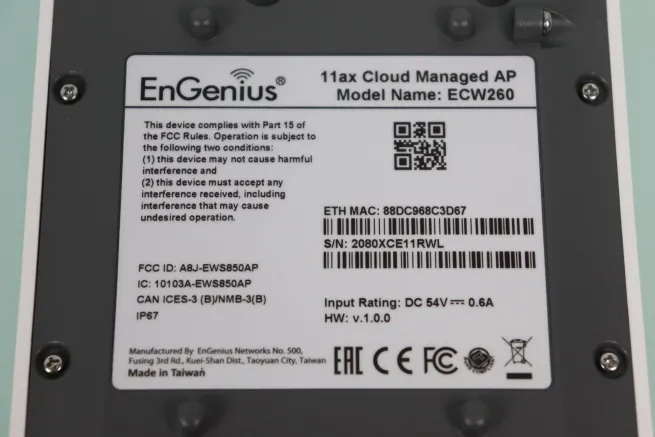 EnGenius®
11ax Cloud Managed AP
Model Name: ECW260
This device complies with Part 15 of
the FCC Rules. Operation is subject to
the following two conditions:
(1) this device may not cause harmful
interference and
(2) this device must accept any
interference received, including
interference that may cause
undesired operation.
ETH MAC: 88DC968C3D67
S/N: 2080XCE11RWL
FCC ID: A8J-EWS850AP
IC: 10103A-EWS850AP
CAN ICES-3 (B)/NMB-3(B)
IP67
Input Rating: DC 54V⎓ 0.6A
HW: v.1.0.0
Manufactured By EnGenius Networks No. 500,
Fusing 3rd Rd., Kuei-Shan Dist., Taoyuan City, Taiwan
Made in Taiwan
EAC CE FC